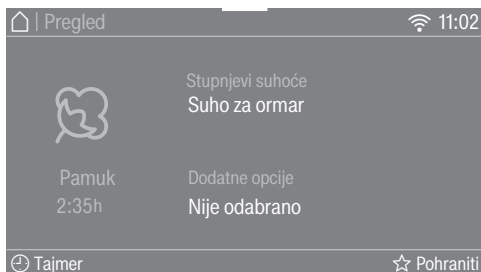 | Pregled
11:02
Stupnjevi suhoće
Suho za ormar
Pamuk
2:35h
Dodatne opcije
Nije odabrano
Tajmer
Pohraniti